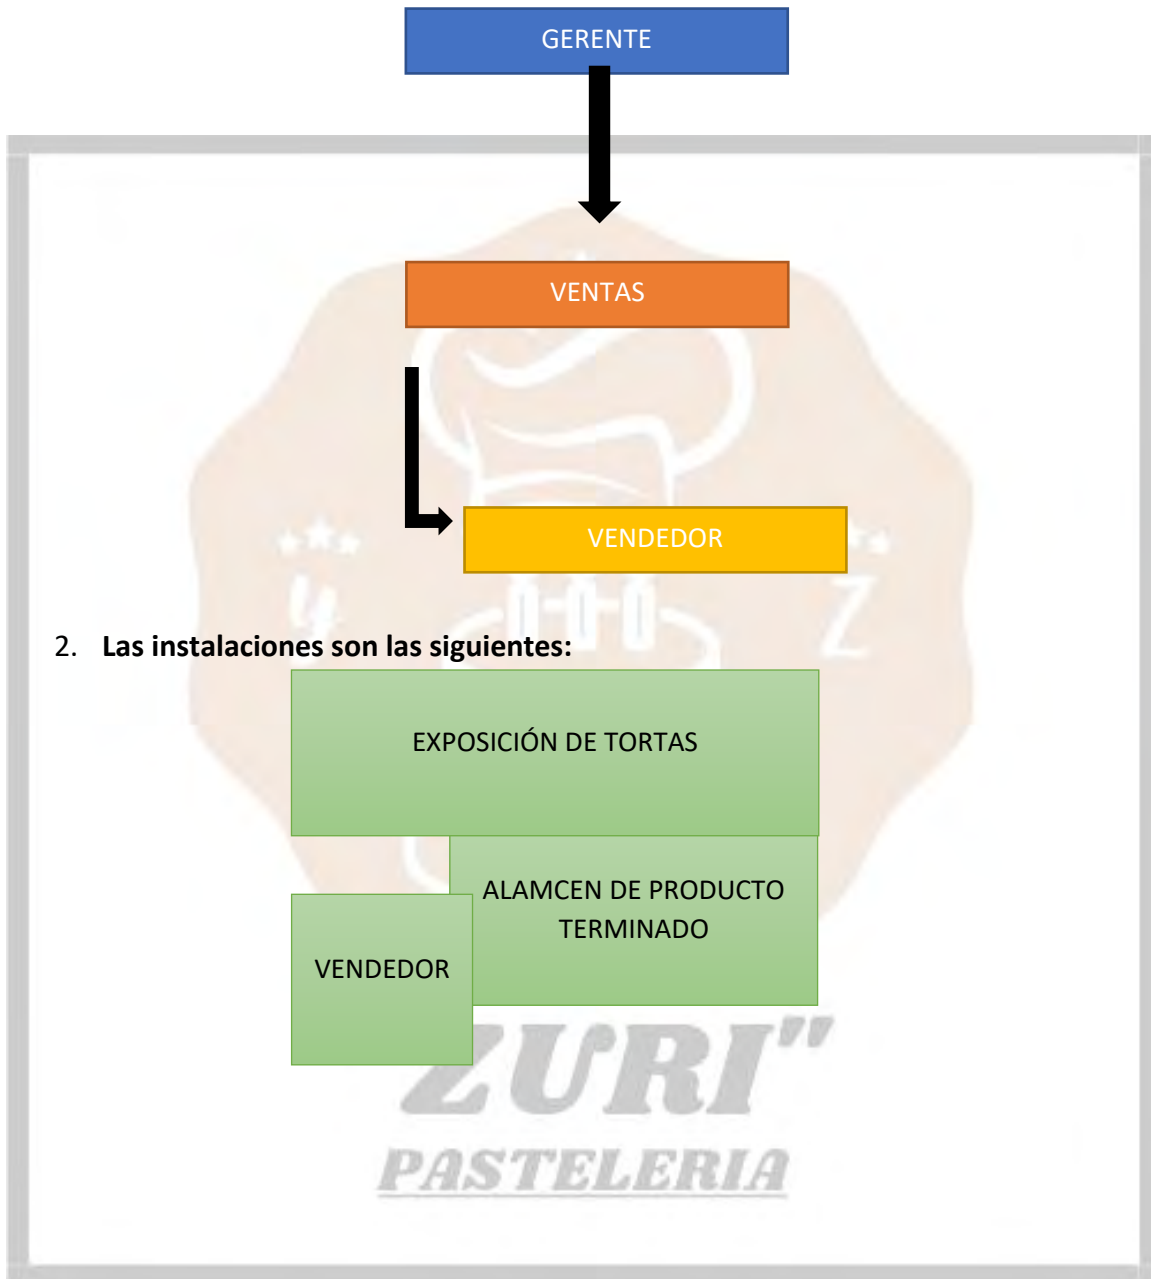 GERENTE
VENTAS
VENDEDOR
y Z
2. Las instalaciones son las siguientes:
EXPOSICIÓN DE TORTAS
ALAMCEN DE PRODUCTO
TERMINADO
VENDEDOR
ZURI"
PASTELERIA